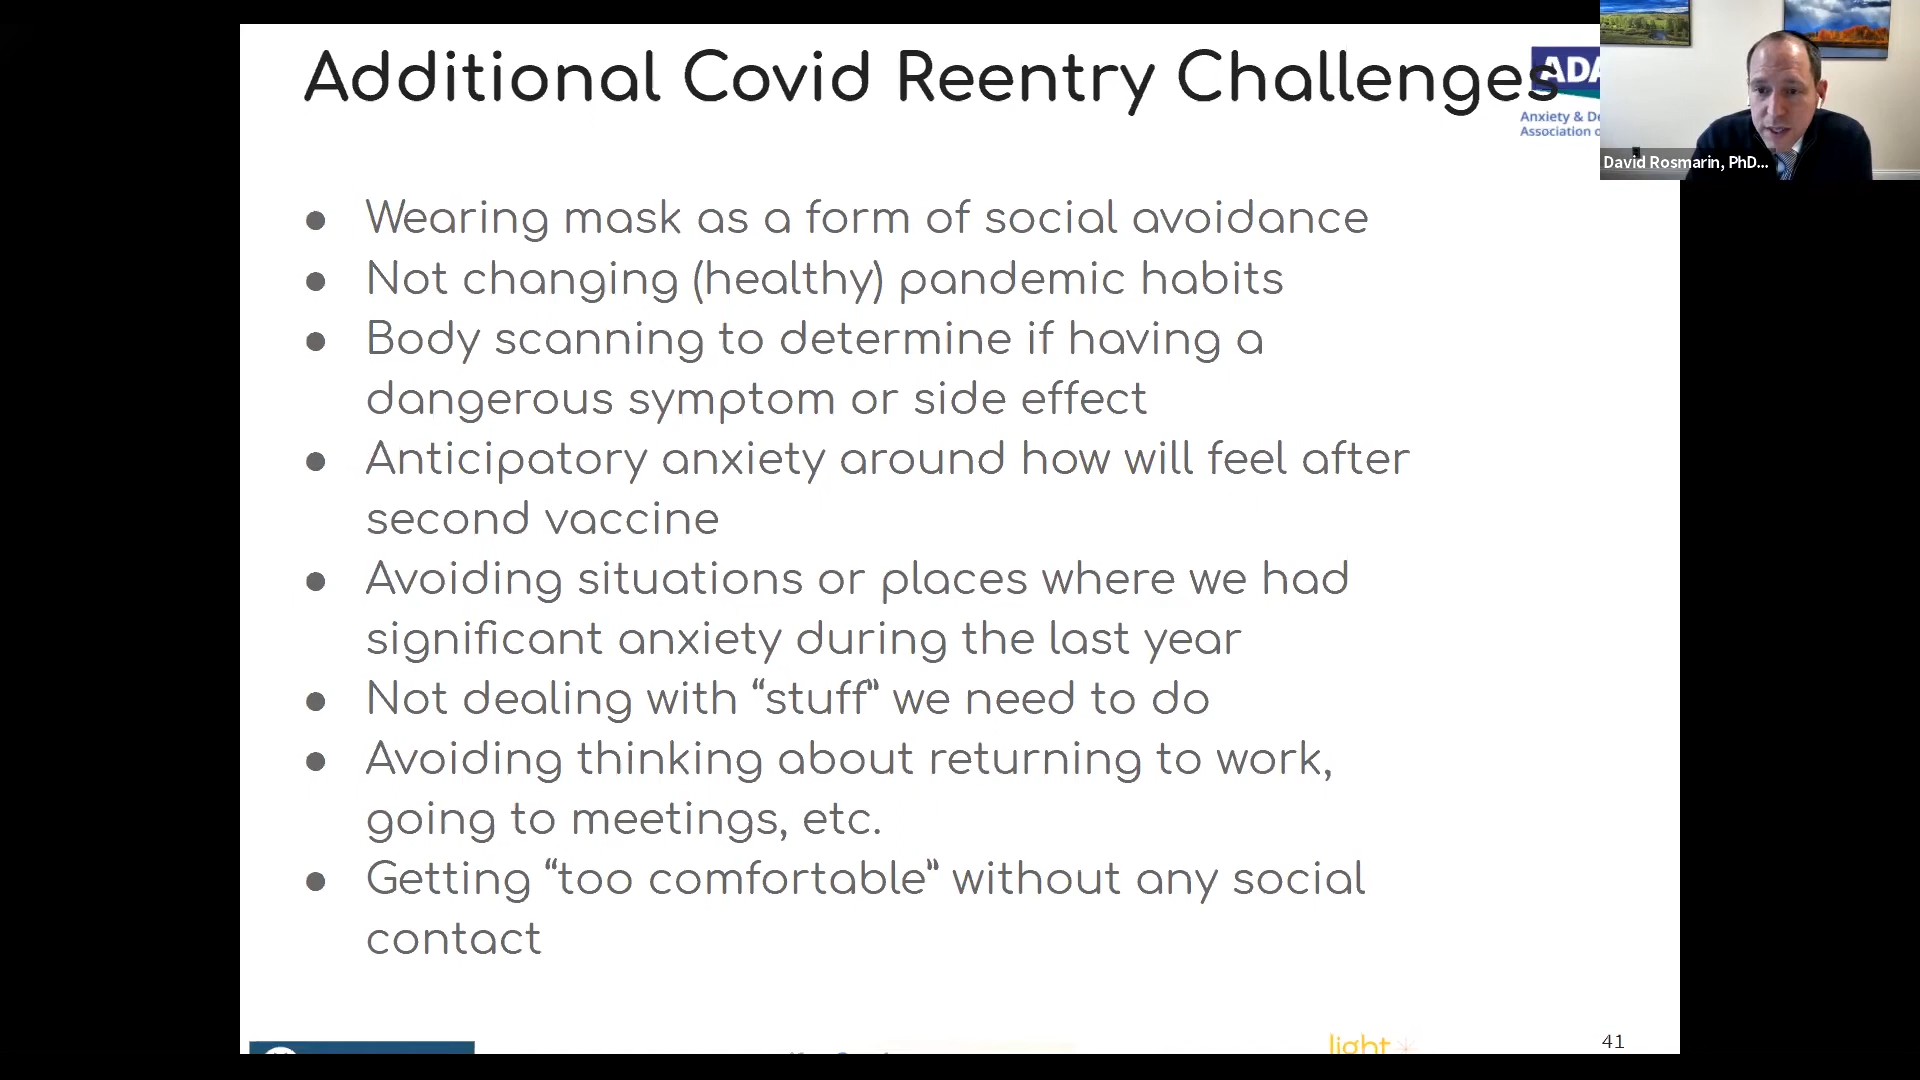 Additional Covid Reentry Challenges
ADA
Anxiety & De
Association o
David Rosmarin, PhD...
● Wearing mask as a form of social avoidance
● Not changing (healthy) pandemic habits
● Body scanning to determine if having a
dangerous symptom or side effect
● Anticipatory anxiety around how will feel after
second vaccine
● Avoiding situations or places where we had
significant anxiety during the last year
● Not dealing with “stuff” we need to do
● Avoiding thinking about returning to work,
going to meetings, etc.
● Getting “too comfortable” without any social
contact
light
41